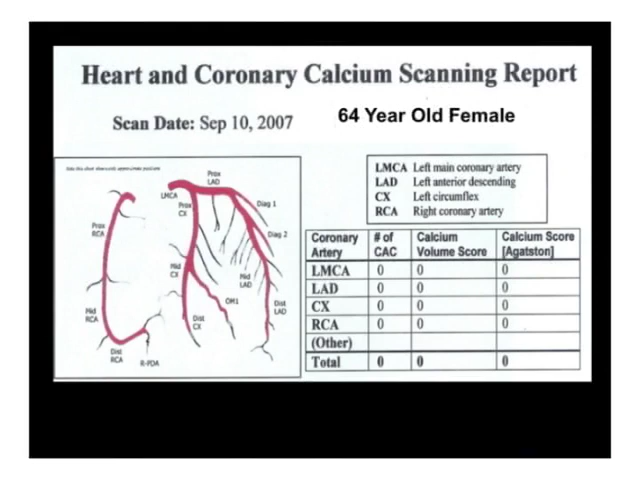 Heart and Coronary Calcium Scanning Report
Scan Date: Sep 10, 2007
64 Year Old Female
Prox LAD
LMCA
Prox CX
Diag 1
Prox RCA
Diag 2
Mid CX
Mid LAD
Mid RCA
OM1
Dist LAD
Dist CX
Dist RCA
R-PDA
LMCA Left main coronary artery
LAD Left anterior descending
CX Left circumflex
RCA Right coronary artery
Coronary Artery # of CAC Calcium Volume Score Calcium Score [Agatston]
LMCA 0 0 0
LAD 0 0 0
CX 0 0 0
RCA 0 0 0
(Other)
Total 0 0 0